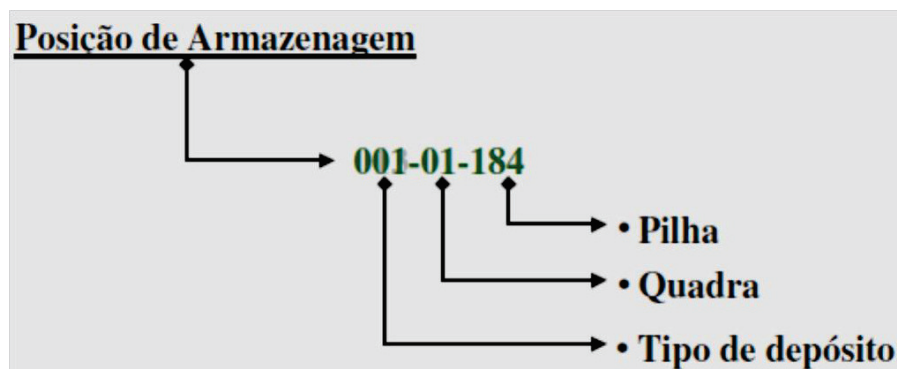 Posição de Armazenagem
001-01-184
• Pilha
• Quadra
• Tipo de depósito